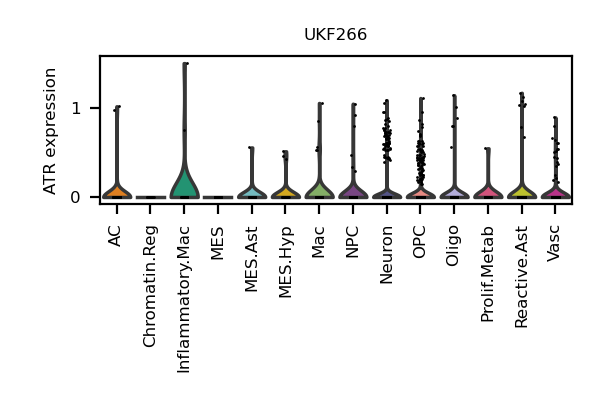 UKF266
ATR expression
1
0
AC
Chromatin.Reg
Inflammatory.Mac
MES
MES.Ast
MES.Hyp
Mac
NPC
Neuron
OPC
Oligo
Prolif.Metab
Reactive.Ast
Vasc